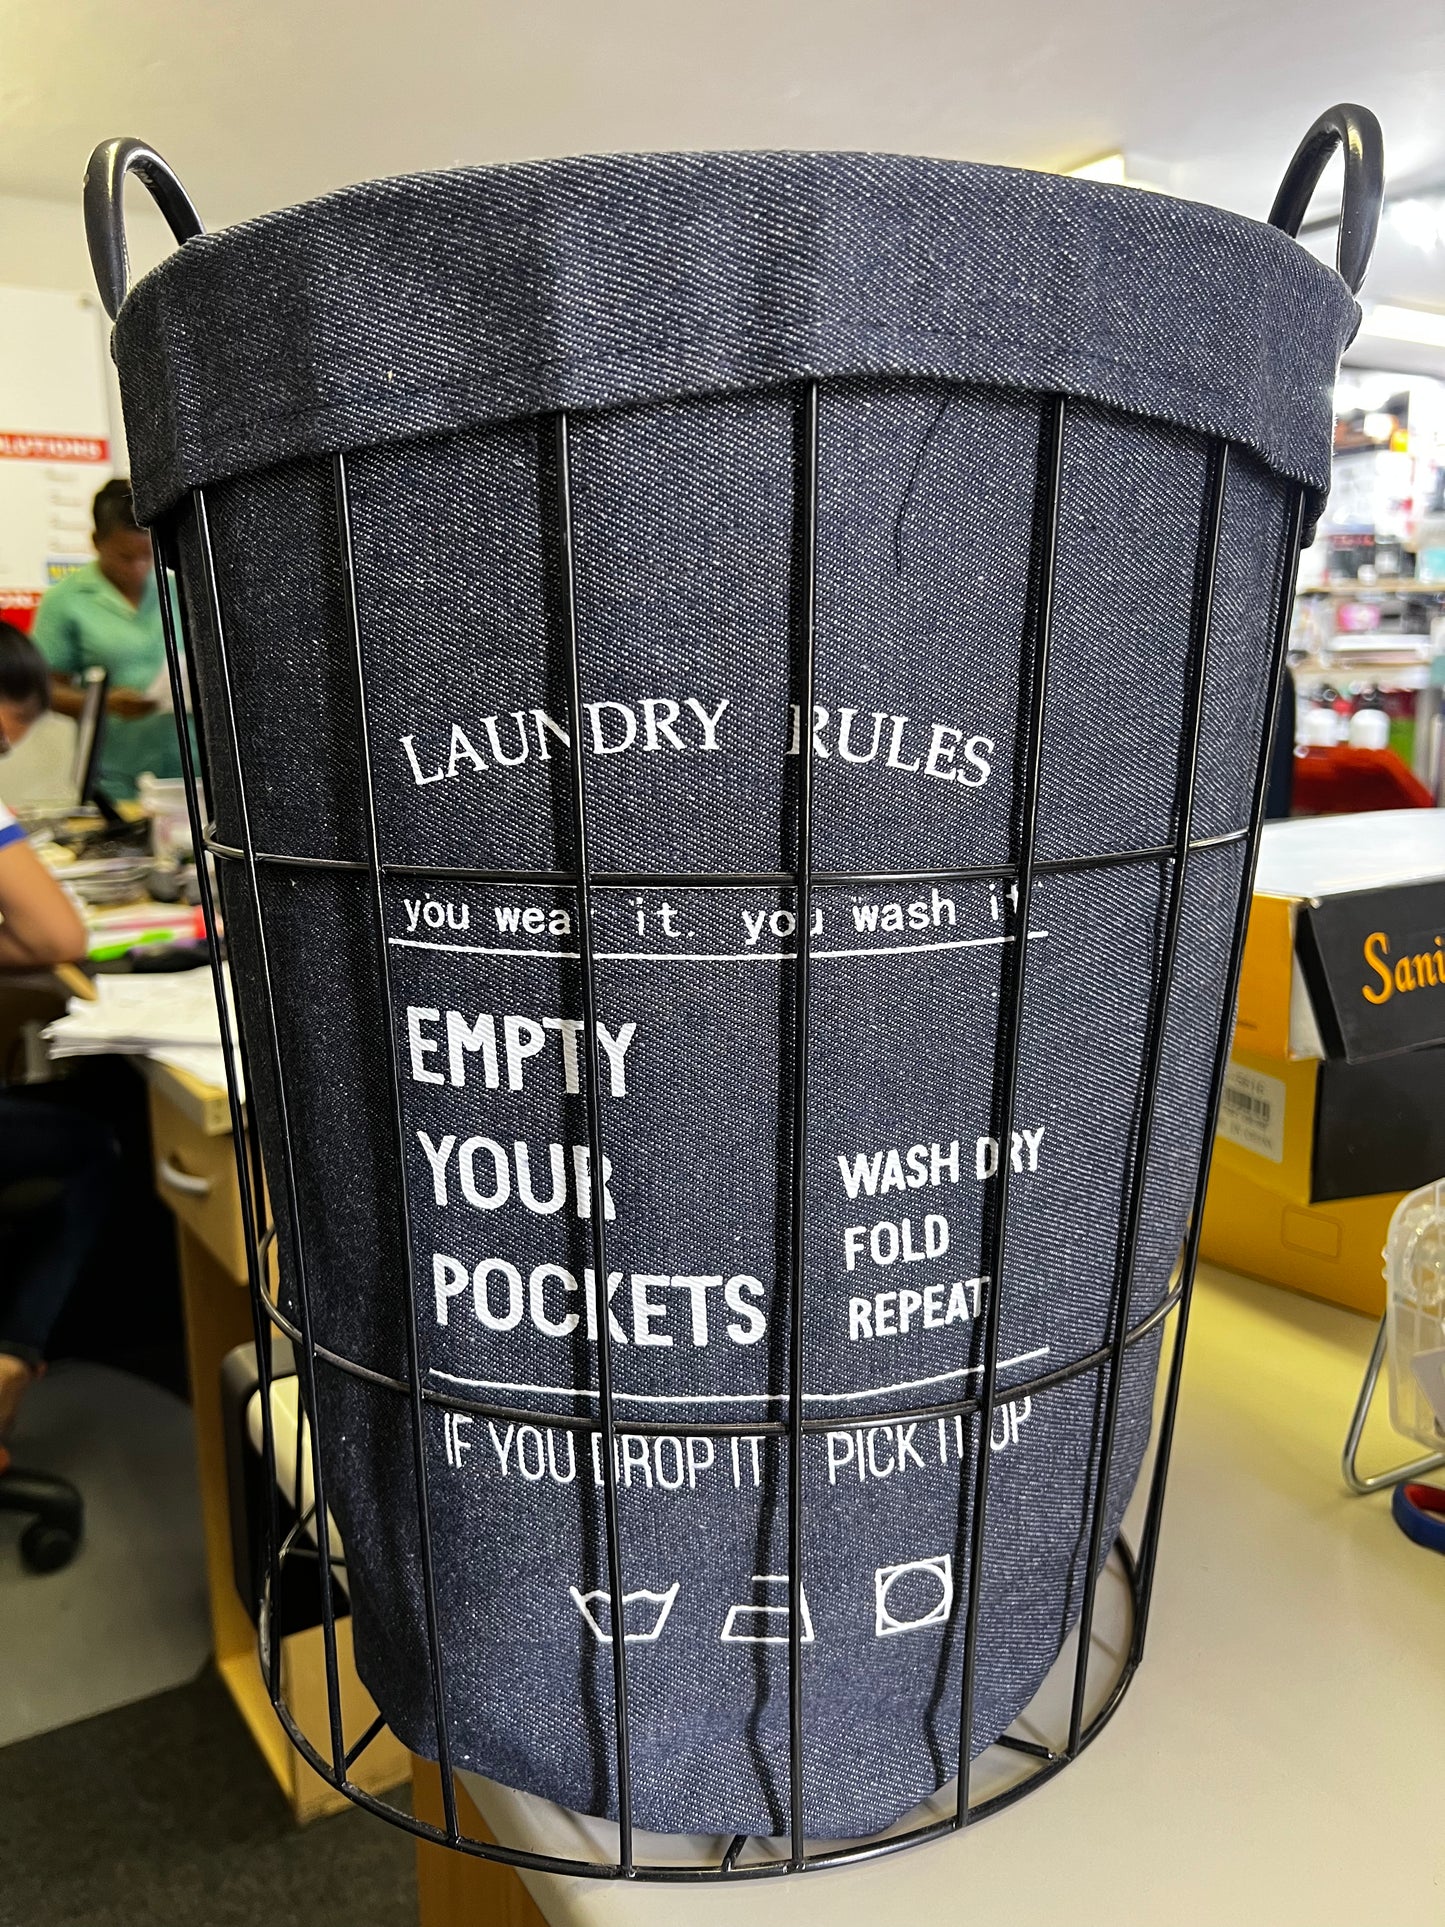 LAUNDRY RULES
you wear it. you wash it
EMPTY
YOUR
POCKETS
WASH DRY
FOLD
REPEAT
IF YOU DROP IT PICK IT UP
LUTIONS
Sani